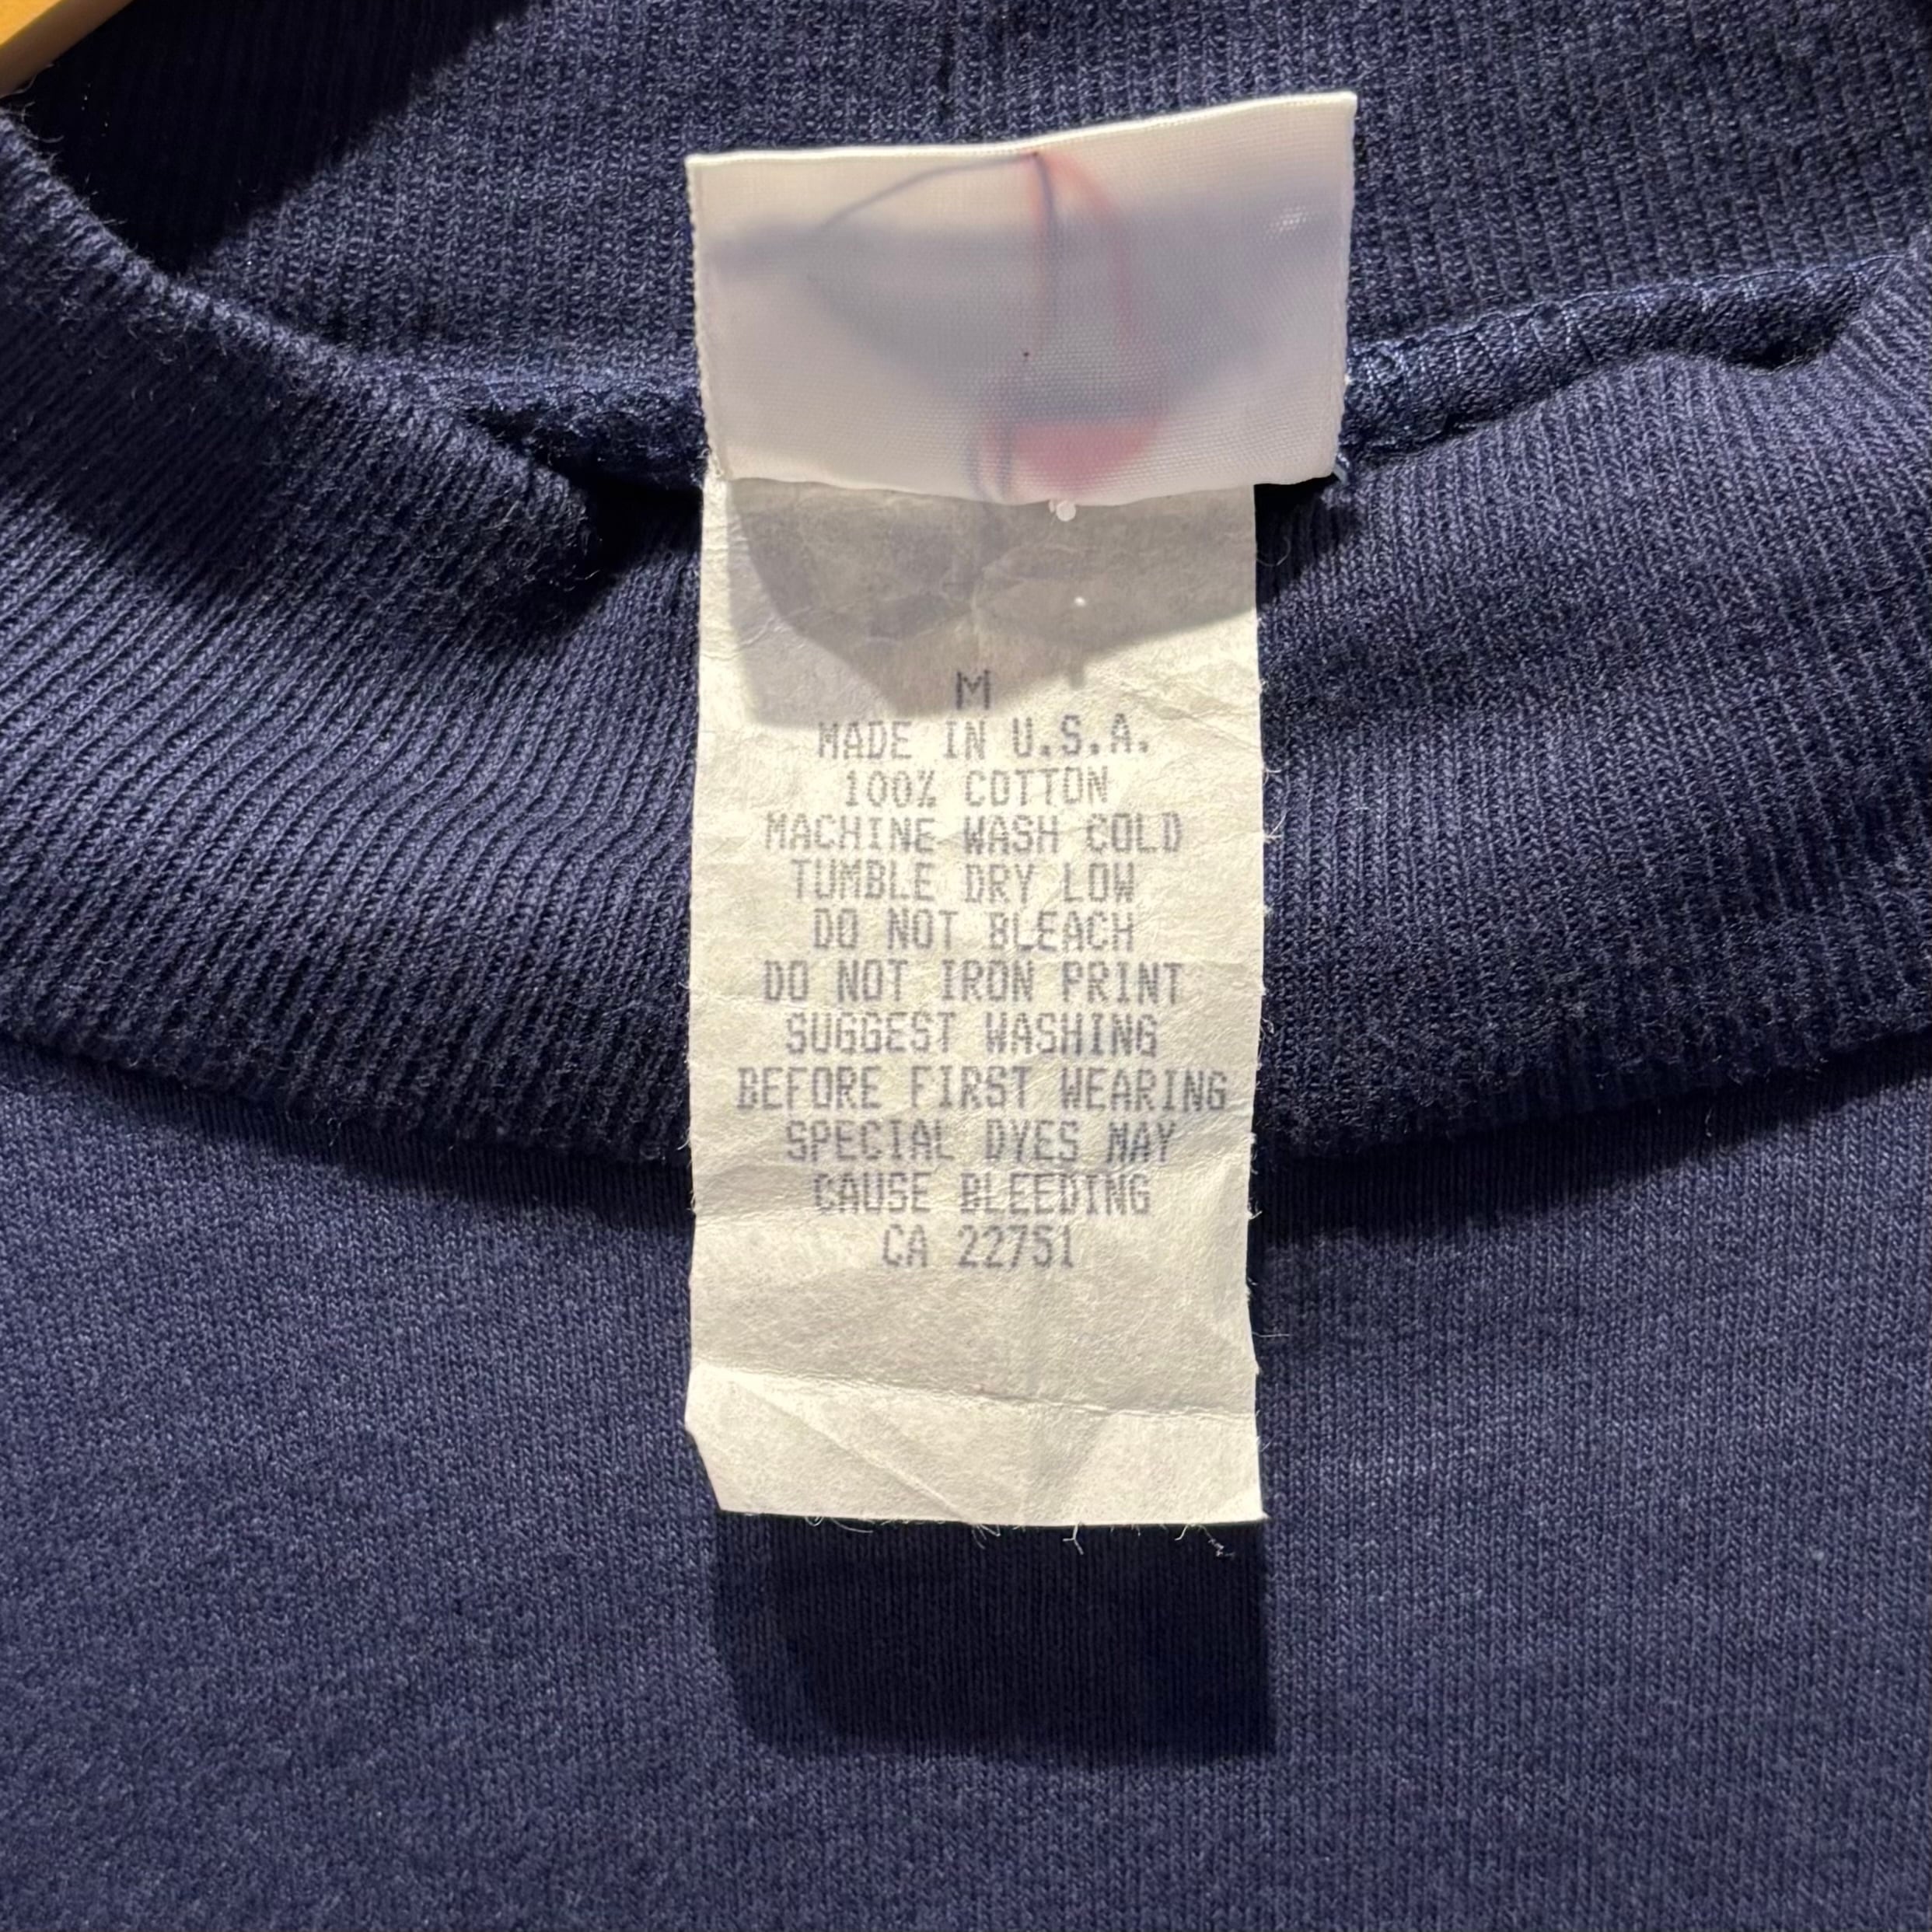 M
MADE IN U.S.A.
100% COTTON
MACHINE WASH COLD
TUMBLE DRY LOW
DO NOT BLEACH
DO NOT IRON PRINT
SUGGEST WASHING
BEFORE FIRST WEARING
SPECIAL DYES MAY
CAUSE BLEEDING
CA 22751